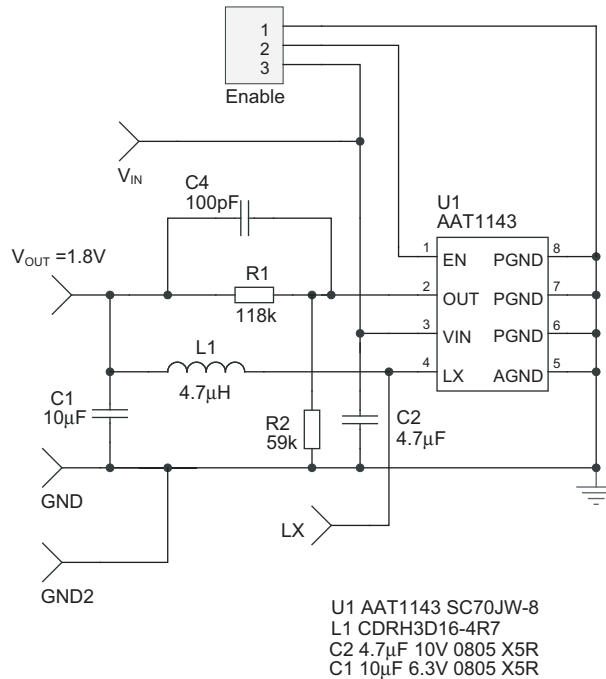 1
2
3
Enable
V_IN
C4
100pF
U1
AAT1143
V_OUT =1.8V
R1
118k
1 EN PGND 8
2 OUT PGND 7
3 VIN PGND 6
4 LX AGND 5
L1
4.7μH
C1
10μF
R2
59k
C2
4.7μF
GND
LX
GND2
U1 AAT1143 SC70JW-8
L1 CDRH3D16-4R7
C2 4.7μF 10V 0805 X5R
C1 10μF 6.3V 0805 X5R